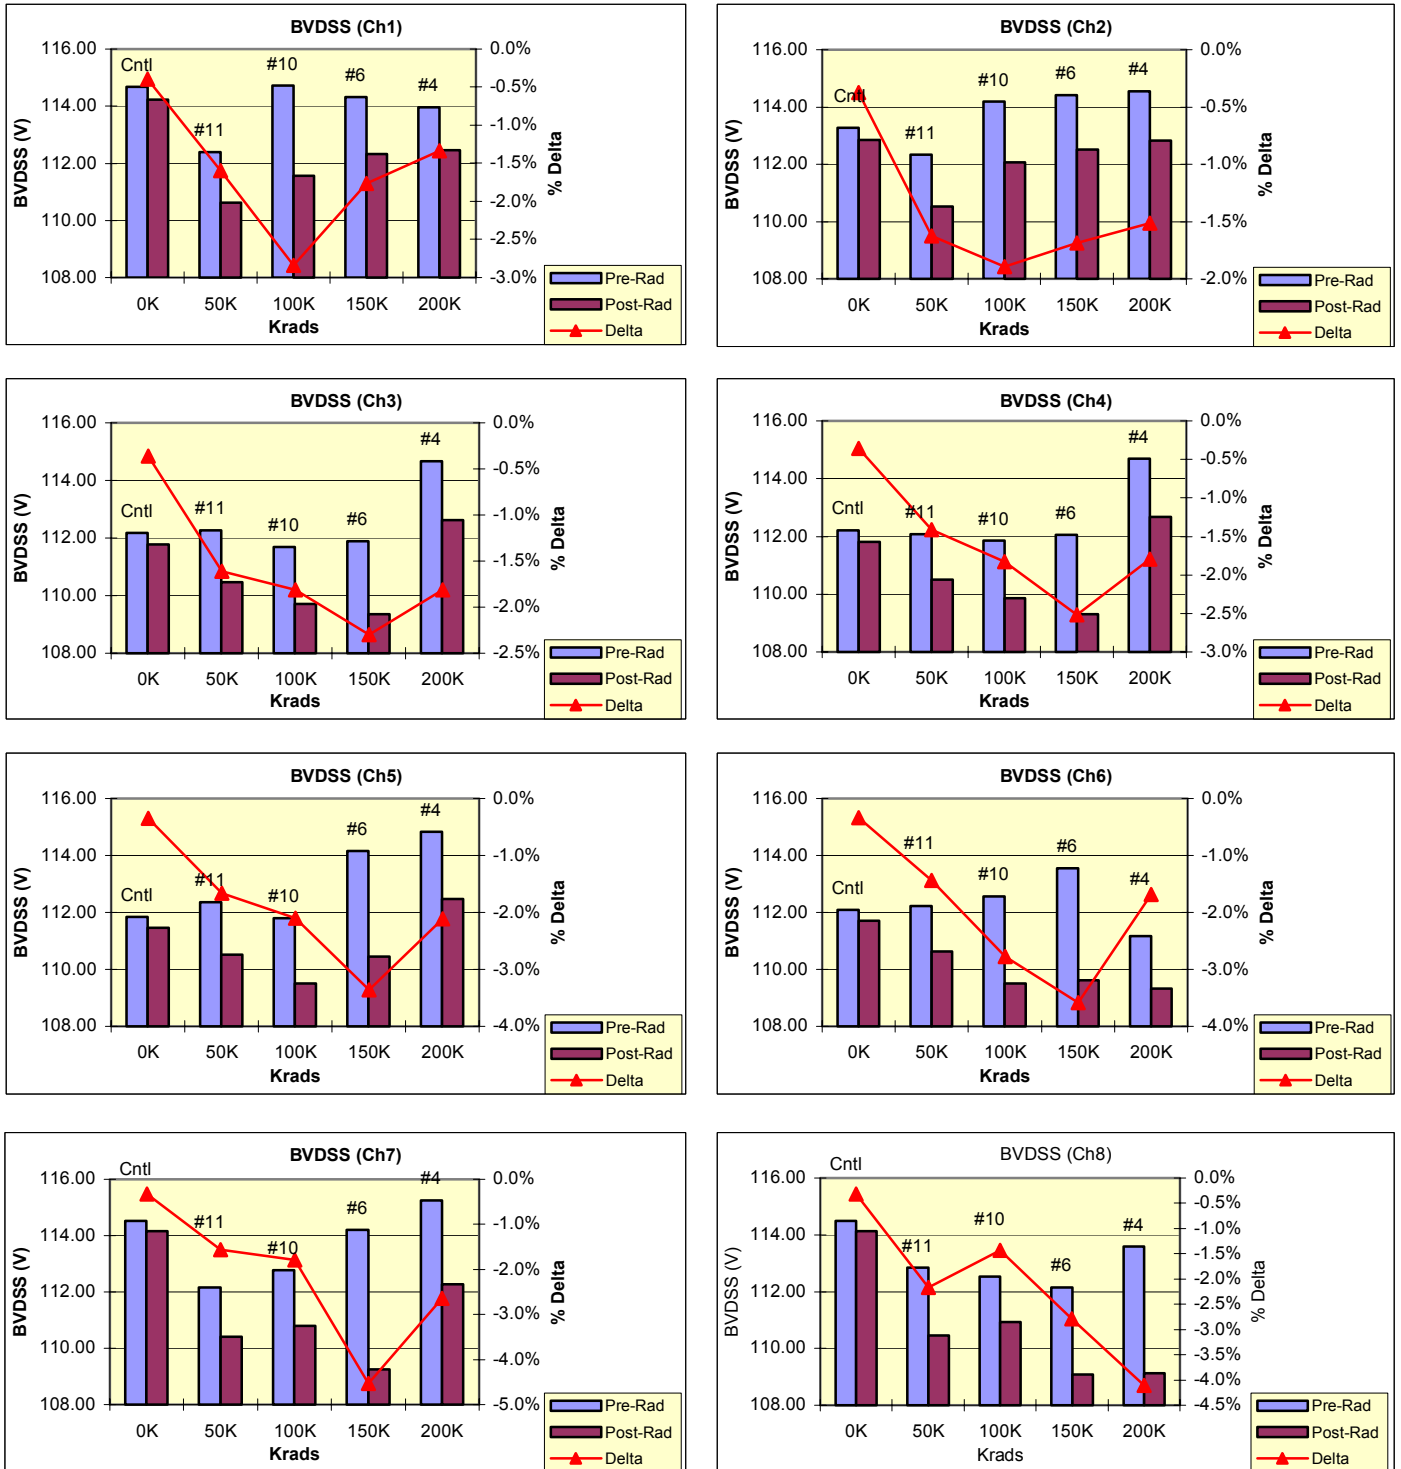 BVDSS (Ch1)
116.00
114.00
112.00
110.00
108.00
BVDSS (V)
0.0%
-0.5%
-1.0%
-1.5%
-2.0%
-2.5%
-3.0%
% Delta
Cntl
#11
#10
#6
#4
0K 50K 100K 150K 200K
Krads
Pre-Rad
Post-Rad
Delta
BVDSS (Ch2)
116.00
114.00
112.00
110.00
108.00
BVDSS (V)
0.0%
-0.5%
-1.0%
-1.5%
-2.0%
% Delta
Cntl
#11
#10
#6
#4
0K 50K 100K 150K 200K
Krads
Pre-Rad
Post-Rad
Delta
BVDSS (Ch3)
116.00
114.00
112.00
110.00
108.00
BVDSS (V)
0.0%
-0.5%
-1.0%
-1.5%
-2.0%
-2.5%
% Delta
Cntl
#11
#10
#6
#4
0K 50K 100K 150K 200K
Krads
Pre-Rad
Post-Rad
Delta
BVDSS (Ch4)
116.00
114.00
112.00
110.00
108.00
BVDSS (V)
0.0%
-0.5%
-1.0%
-1.5%
-2.0%
-2.5%
-3.0%
% Delta
Cntl
#11
#10
#6
#4
0K 50K 100K 150K 200K
Krads
Pre-Rad
Post-Rad
Delta
BVDSS (Ch5)
116.00
114.00
112.00
110.00
108.00
BVDSS (V)
0.0%
-1.0%
-2.0%
-3.0%
-4.0%
% Delta
Cntl
#11
#10
#6
#4
0K 50K 100K 150K 200K
Krads
Pre-Rad
Post-Rad
Delta
BVDSS (Ch6)
116.00
114.00
112.00
110.00
108.00
BVDSS (V)
0.0%
-1.0%
-2.0%
-3.0%
-4.0%
% Delta
Cntl
#11
#10
#6
#4
0K 50K 100K 150K 200K
Krads
Pre-Rad
Post-Rad
Delta
BVDSS (Ch7)
116.00
114.00
112.00
110.00
108.00
BVDSS (V)
0.0%
-1.0%
-2.0%
-3.0%
-4.0%
-5.0%
% Delta
Cntl
#11
#10
#6
#4
0K 50K 100K 150K 200K
Krads
Pre-Rad
Post-Rad
Delta
BVDSS (Ch8)
116.00
114.00
112.00
110.00
108.00
BVDSS (V)
0.0%
-0.5%
-1.0%
-1.5%
-2.0%
-2.5%
-3.0%
-3.5%
-4.0%
-4.5%
% Delta
Cntl
#11
#10
#6
#4
0K 50K 100K 150K 200K
Krads
Pre-Rad
Post-Rad
Delta